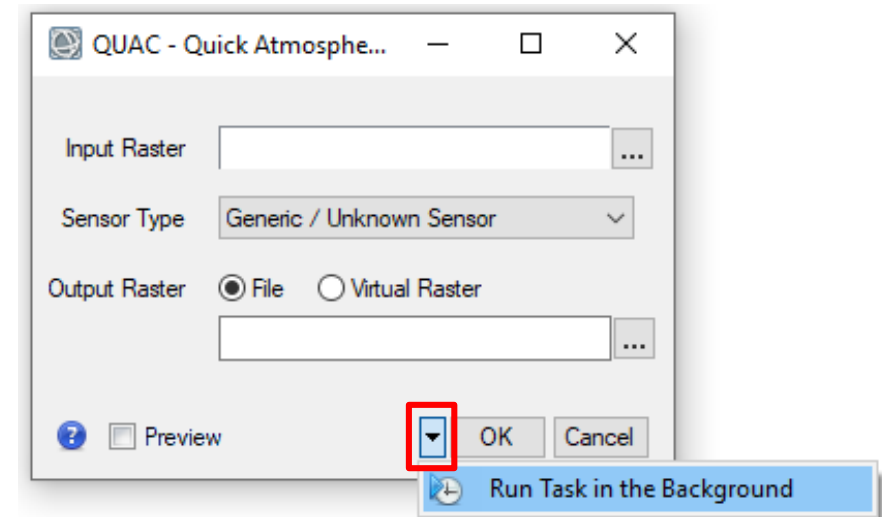 QUAC - Quick Atmosphe...
Input Raster
...
Sensor Type Generic / Unknown Sensor
Output Raster File Virtual Raster
...
? Preview OK Cancel
Run Task in the Background